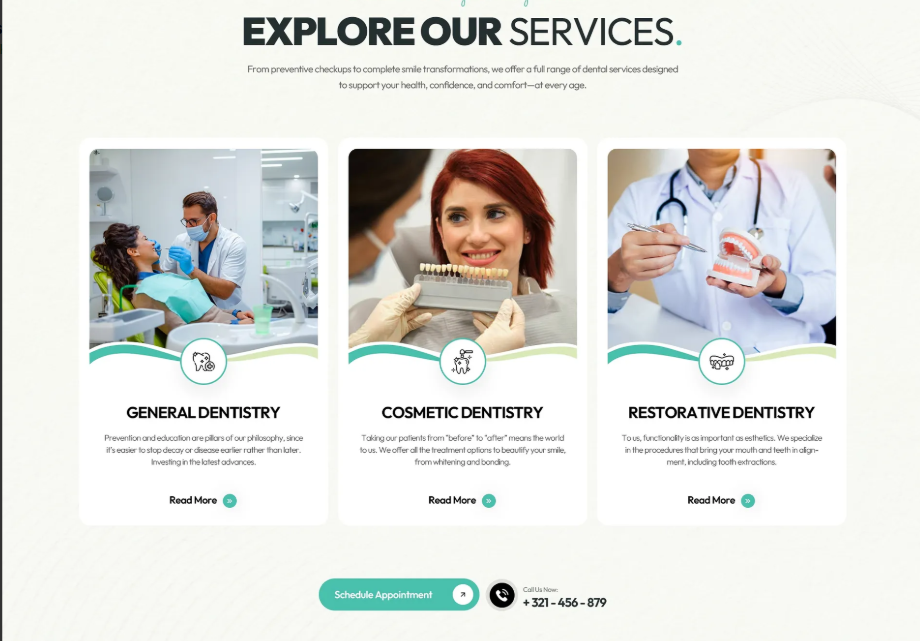 EXPLORE OUR SERVICES.
From preventive checkups to complete smile transformations, we offer a full range of dental services designed
to support your health, confidence, and comfort—at every age.
GENERAL DENTISTRY
Prevention and education are pillars of our philosophy, since
it's easier to stop decay or disease earlier rather than later.
Investing in the latest advances.
Read More
COSMETIC DENTISTRY
Taking our patients from "before" to "after" means the world
to us. We offer all the treatment options to beautify your smile,
from whitening and bonding.
Read More
RESTORATIVE DENTISTRY
To us, functionality is as important as esthetics. We specialize
in the procedures that bring your mouth and teeth in align-
ment, including tooth extractions.
Read More
Schedule Appointment
Call Us Now:
+ 321 - 456 - 879